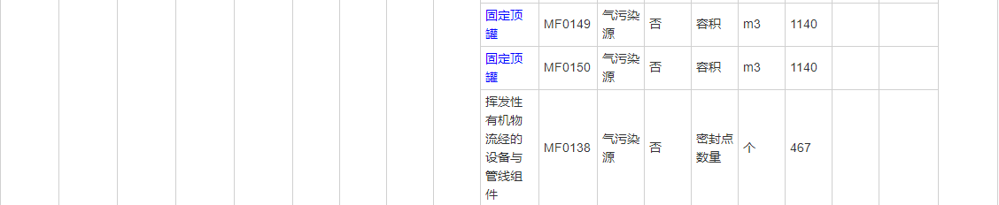 固定顶
罐
MF0149
气污染
源
否
容积
m3
1140
固定顶
罐
MF0150
气污染
源
否
容积
m3
1140
挥发性
有机物
流经的
设备与
管线组
件
MF0138
气污染
源
否
密封点
数量
个
467